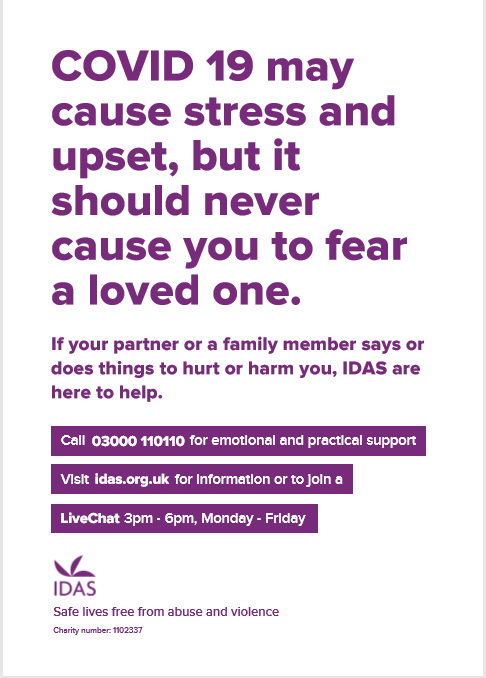 COVID 19 may
cause stress and
upset, but it
should never
cause you to fear
a loved one.
If your partner or a family member says or
does things to hurt or harm you, IDAS are
here to help.
Call 03000 110110 for emotional and practical support
Visit idas.org.uk for information or to join a
LiveChat 3pm - 6pm, Monday - Friday
IDAS
Safe lives free from abuse and violence
Charity number: 1102337